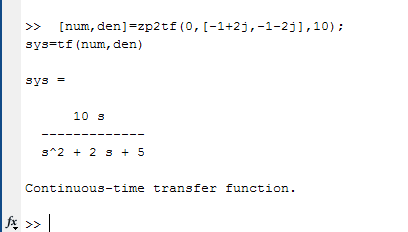 >> [num,den]=zp2tf(0,[-1+2j,-1-2j],10);
sys=tf(num,den)
sys =
10 s
-------------
s^2 + 2 s + 5
Continuous-time transfer function.
fx >>